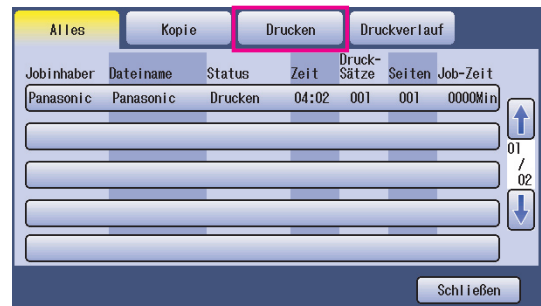 Alles Kopie Drucken Druckverlauf
Jobinhaber Dateiname Status Zeit Druck-Sätze Seiten Job-Zeit
Panasonic Panasonic Drucken 04:02 001 001 0000Min
01
/
02
Schließen